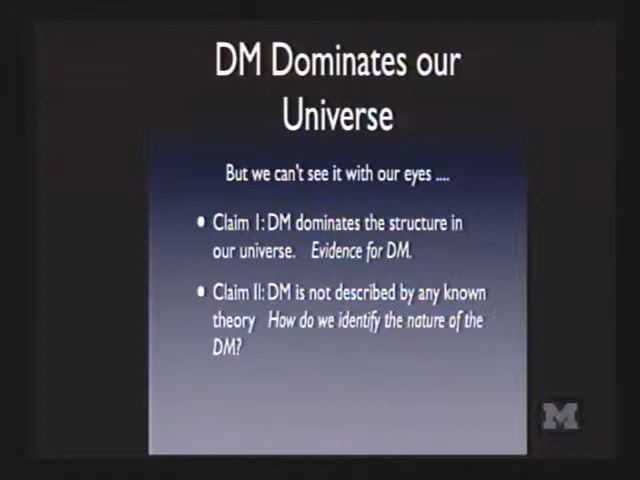 DM Dominates our
Universe
But we can't see it with our eyes ....
• Claim I: DM dominates the structure in
our universe. Evidence for DM.
• Claim II: DM is not described by any known
theory How do we identify the nature of the
DM?
M